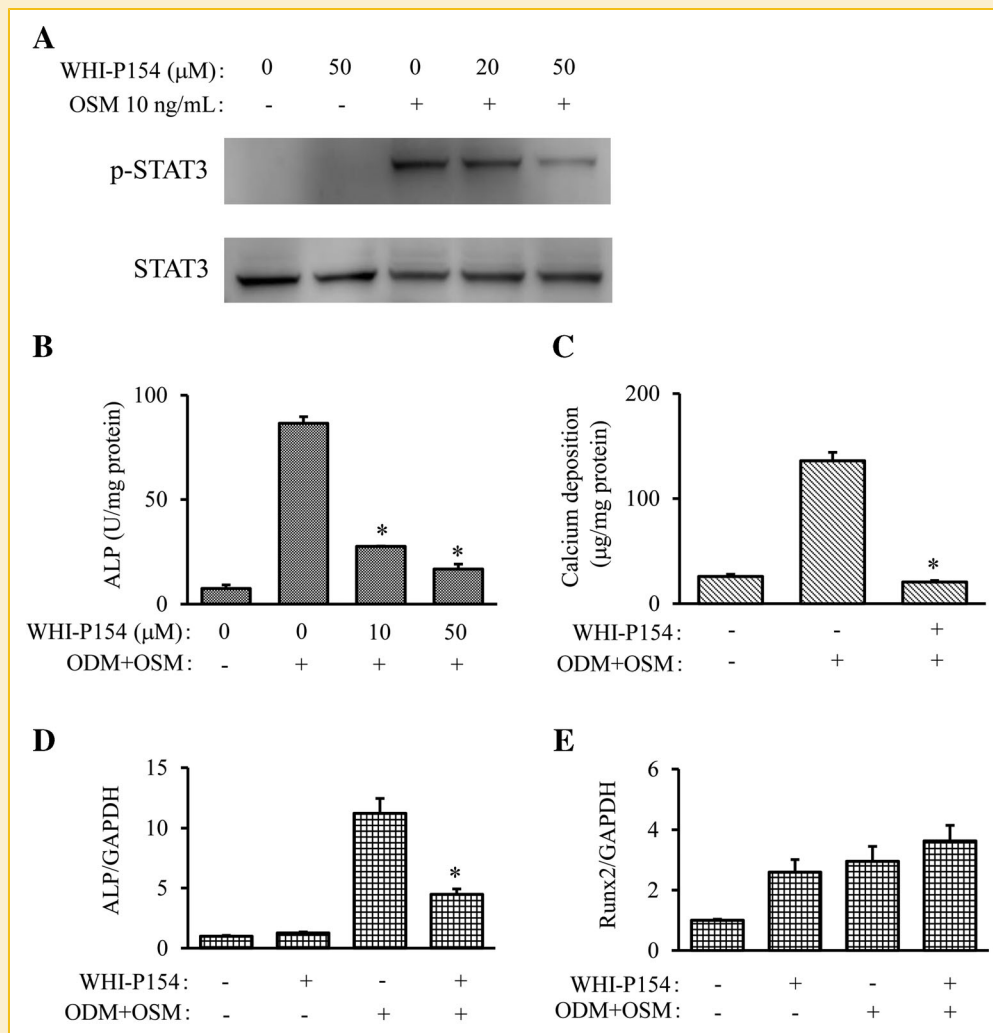 A
WHI-P154 (μM): 0 50 0 20 50
OSM 10 ng/mL: - - + + +
p-STAT3
STAT3
B
ALP (U/mg protein)
100
50
0
WHI-P154 (μM): 0 0 10 50
ODM+OSM: - + + +
* *
C
Calcium deposition
(μg/mg protein)
200
100
0
*
WHI-P154: - - +
ODM+OSM: - + +
D
ALP/GAPDH
15
10
5
0
*
WHI-P154: - + - +
ODM+OSM: - - + +
E
Runx2/GAPDH
6
4
2
0
WHI-P154: - + - +
ODM+OSM: - - + +